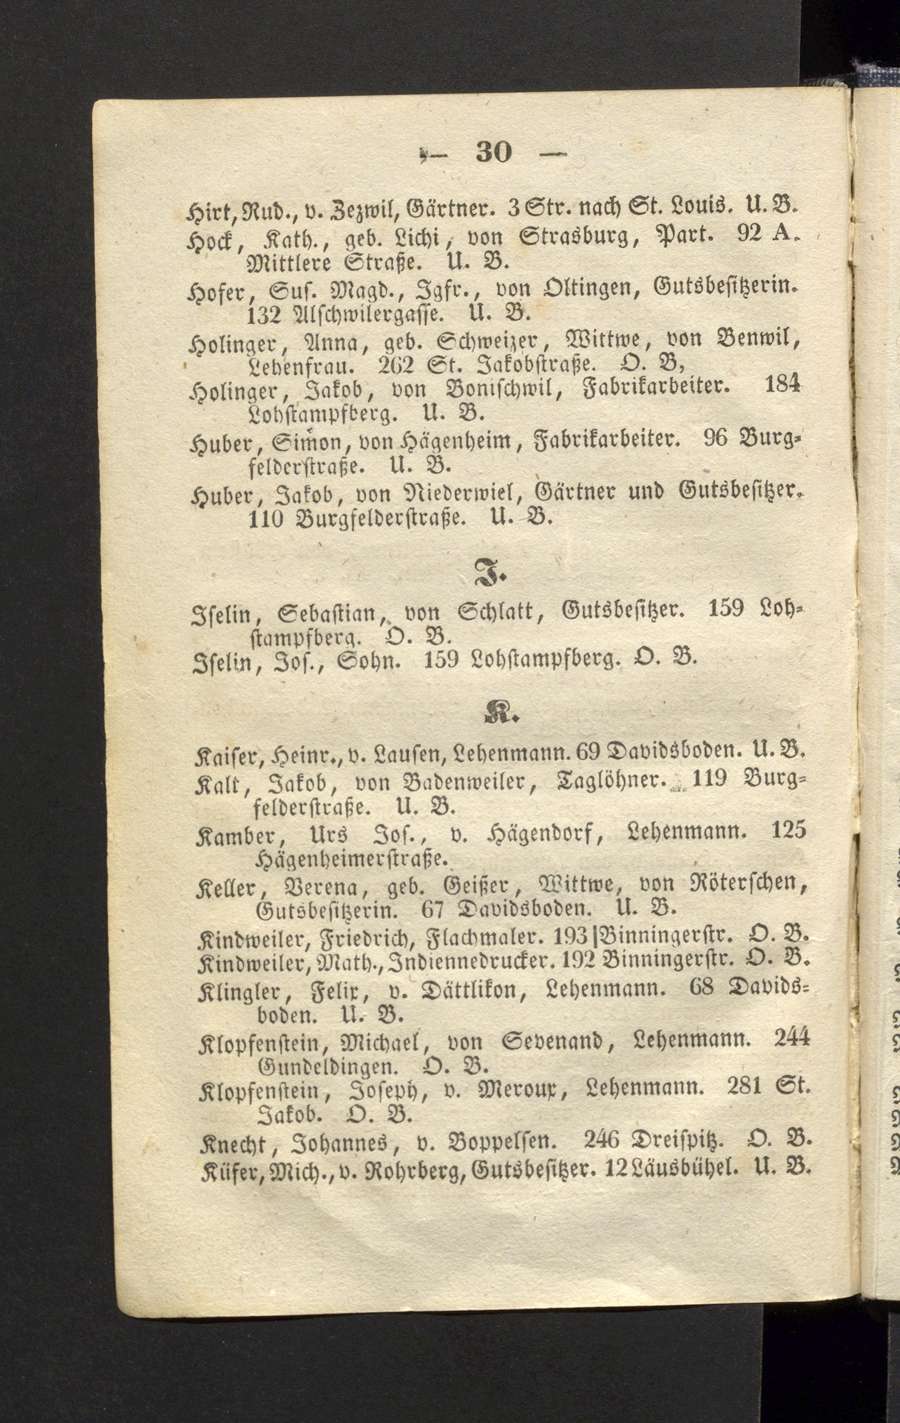 — 30 —
Hirt, Rud., v. Zezwil, Gärtner. 3 Str. nach St. Louis. U. B.
Hock, Kath., geb. Lichi, von Strasburg, Part. 92 A.
Mittlere Straße. U. B.
Hofer, Sus. Magd., Igfr., von Oltingen, Gutsbesitzerin.
132 Alschwilergasse. U. B.
Holinger, Anna, geb. Schweizer, Wittwe, von Benwil,
Lehenfrau. 262 St. Jakobstraße. O. B,
Holinger, Jakob, von Bonischwil, Fabrikarbeiter. 184
Lohstampfberg. U. B.
Huber, Simon, von Hägenheim, Fabrikarbeiter. 96 Burg-
felderstraße. U. B.
Huber, Jakob, von Niederwiel, Gärtner und Gutsbesitzer.
110 Burgfelderstraße. U. B.
I.
Iselin, Sebastian, von Schlatt, Gutsbesitzer. 159 Loh-
stampfberg. O. B.
Iselin, Jos., Sohn. 159 Lohstampfberg. O. B.
K.
Kaiser, Heinr., v. Lausen, Lehenmann. 69 Davidsboden. U. B.
Kalt, Jakob, von Badenweiler, Taglöhner. 119 Burg-
felderstraße. U. B.
Kamber, Urs Jos., v. Hägendorf, Lehenmann. 125
Hägenheimerstraße.
Keller, Verena, geb. Geißer, Wittwe, von Röterschen,
Gutsbesitzerin. 67 Davidsboden. U. B.
Kindweiler, Friedrich, Flachmaler. 193 |Binningerstr. O. B.
Kindweiler, Math., Indiennedrucker. 192 Binningerstr. O. B.
Klingler, Felix, v. Dättlikon, Lehenmann. 68 Davids-
boden. U. B.
Klopfenstein, Michael, von Sevenand, Lehenmann. 244
Gundeldingen. O. B.
Klopfenstein, Joseph, v. Meroux, Lehenmann. 281 St.
Jakob. O. B.
Knecht, Johannes, v. Boppelsen. 246 Dreispitz. O. B.
Küfer, Mich., v. Rohrberg, Gutsbesitzer. 12 Läusbühel. U. B.